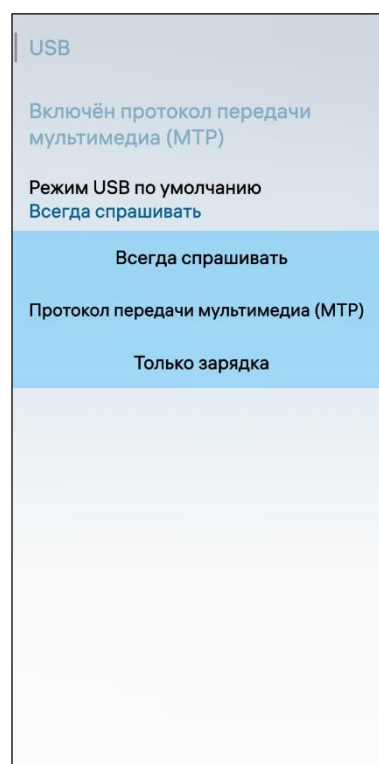 USB
Включён протокол передачи
мультимедиа (MTP)
Режим USB по умолчанию
Всегда спрашивать
Всегда спрашивать
Протокол передачи мультимедиа (MTP)
Только зарядка